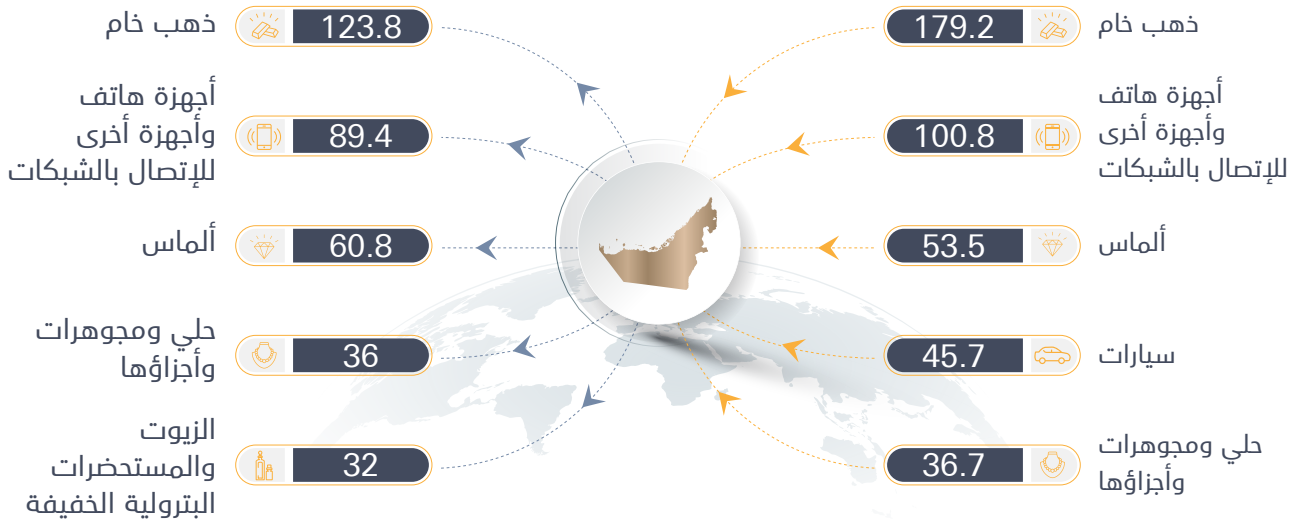 ذهب خام
179.2
أجهزة هاتف
وأجهزة أخرى
للإتصال بالشبكات
100.8
ألماس
53.5
سيارات
45.7
حلي ومجوهرات
وأجزاؤها
36.7
123.8
ذهب خام
89.4
أجهزة هاتف
وأجهزة أخرى
للإتصال بالشبكات
60.8
ألماس
36
حلي ومجوهرات
وأجزاؤها
32
الزيوت
والمستحضرات
البترولية الخفيفة